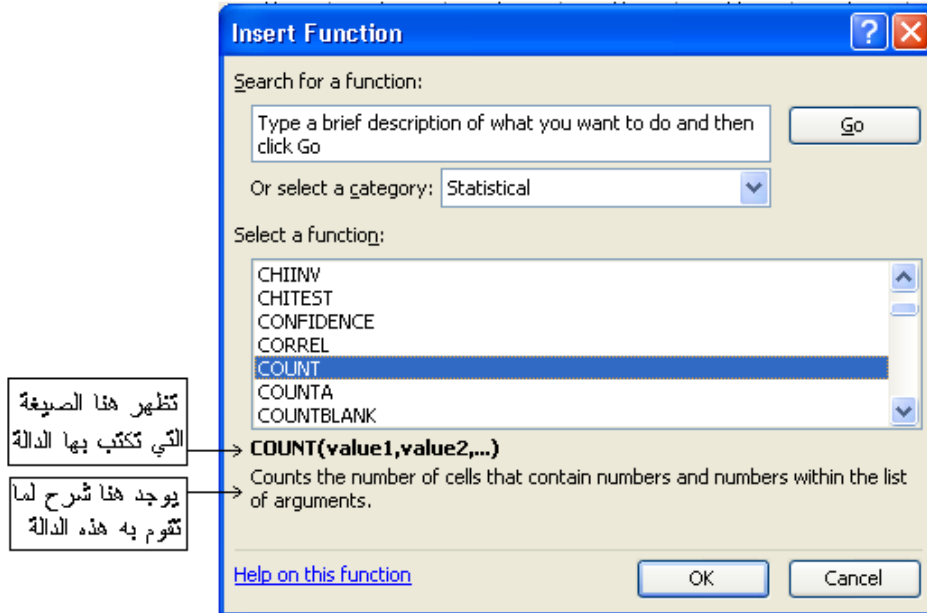 Insert Function
Search for a function:
Type a brief description of what you want to do and then
click Go
Go
Or select a category: Statistical
Select a function:
CHIINV
CHITEST
CONFIDENCE
CORREL
COUNT
COUNTA
COUNTBLANK
تظهر هنا الصيغة
التي تكتب بها الدالة
COUNT(value1,value2,...)
Counts the number of cells that contain numbers and numbers within the list
of arguments.
يوجد هنا شرح لما
تقوم به هذه الدالة
Help on this function
OK
Cancel